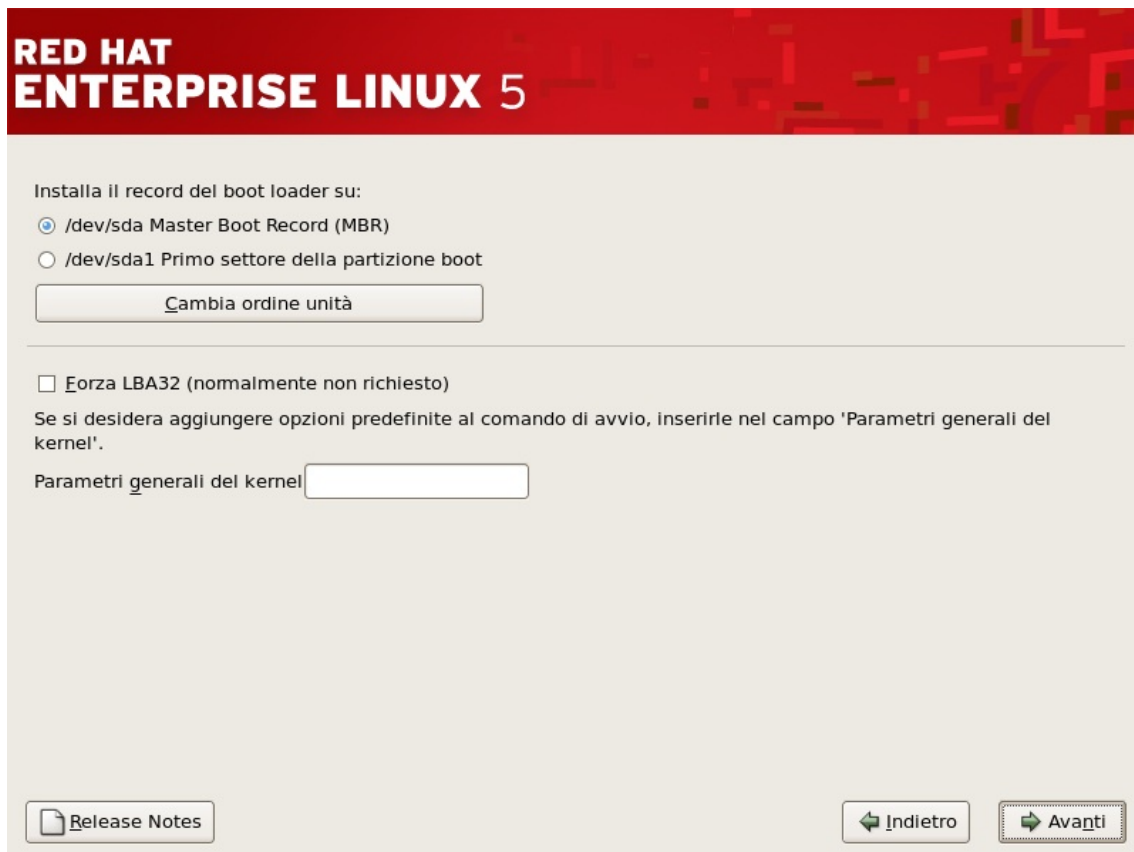 RED HAT
ENTERPRISE LINUX 5
Installa il record del boot loader su:
/dev/sda Master Boot Record (MBR)
/dev/sda1 Primo settore della partizione boot
Cambia ordine unità
Forza LBA32 (normalmente non richiesto)
Se si desidera aggiungere opzioni predefinite al comando di avvio, inserirle nel campo 'Parametri generali del
kernel'.
Parametri generali del kernel
Release Notes
Indietro
Avanti